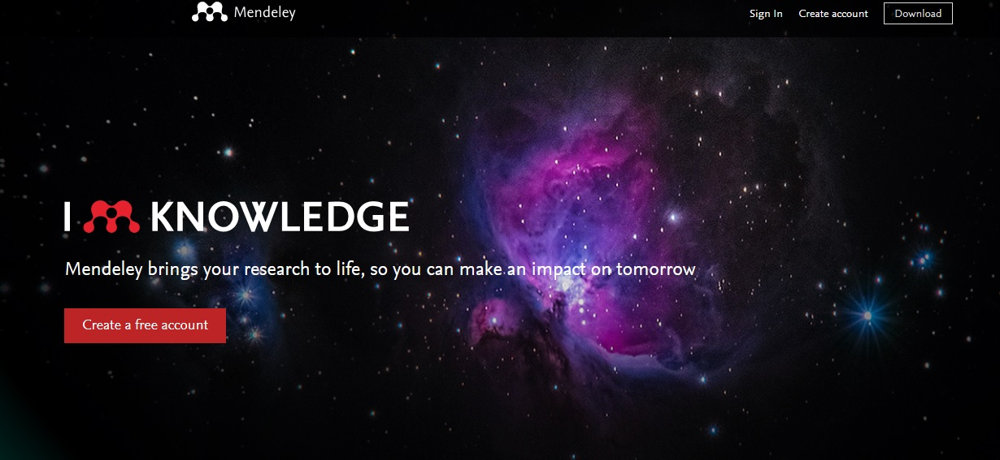 Mendeley
Sign In Create account Download
I KNOWLEDGE
Mendeley brings your research to life, so you can make an impact on tomorrow
Create a free account